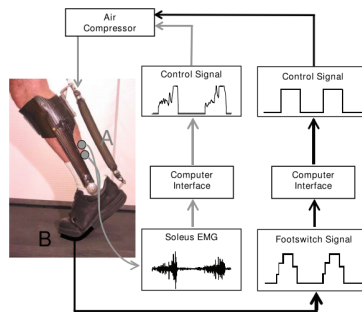 Air
Compressor
Control Signal
Control Signal
A
Computer
Interface
Computer
Interface
B
Soleus EMG
Footswitch Signal